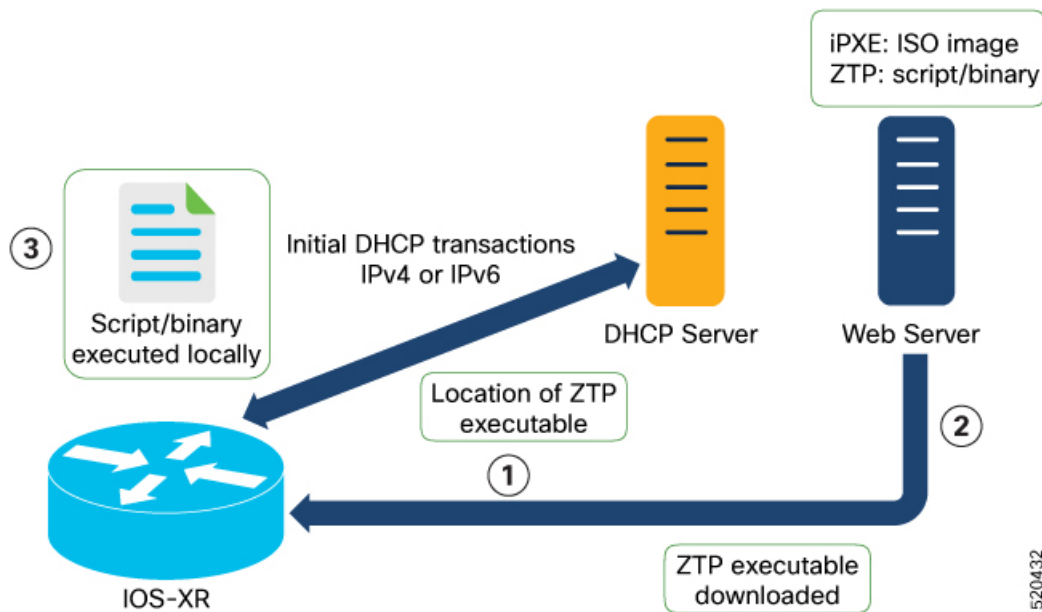 iPXE: ISO image
ZTP: script/binary
3
Script/binary
executed locally
Initial DHCP transactions
IPv4 or IPv6
DHCP Server
Web Server
Location of ZTP
executable
1
2
ZTP executable
downloaded
IOS-XR
520432